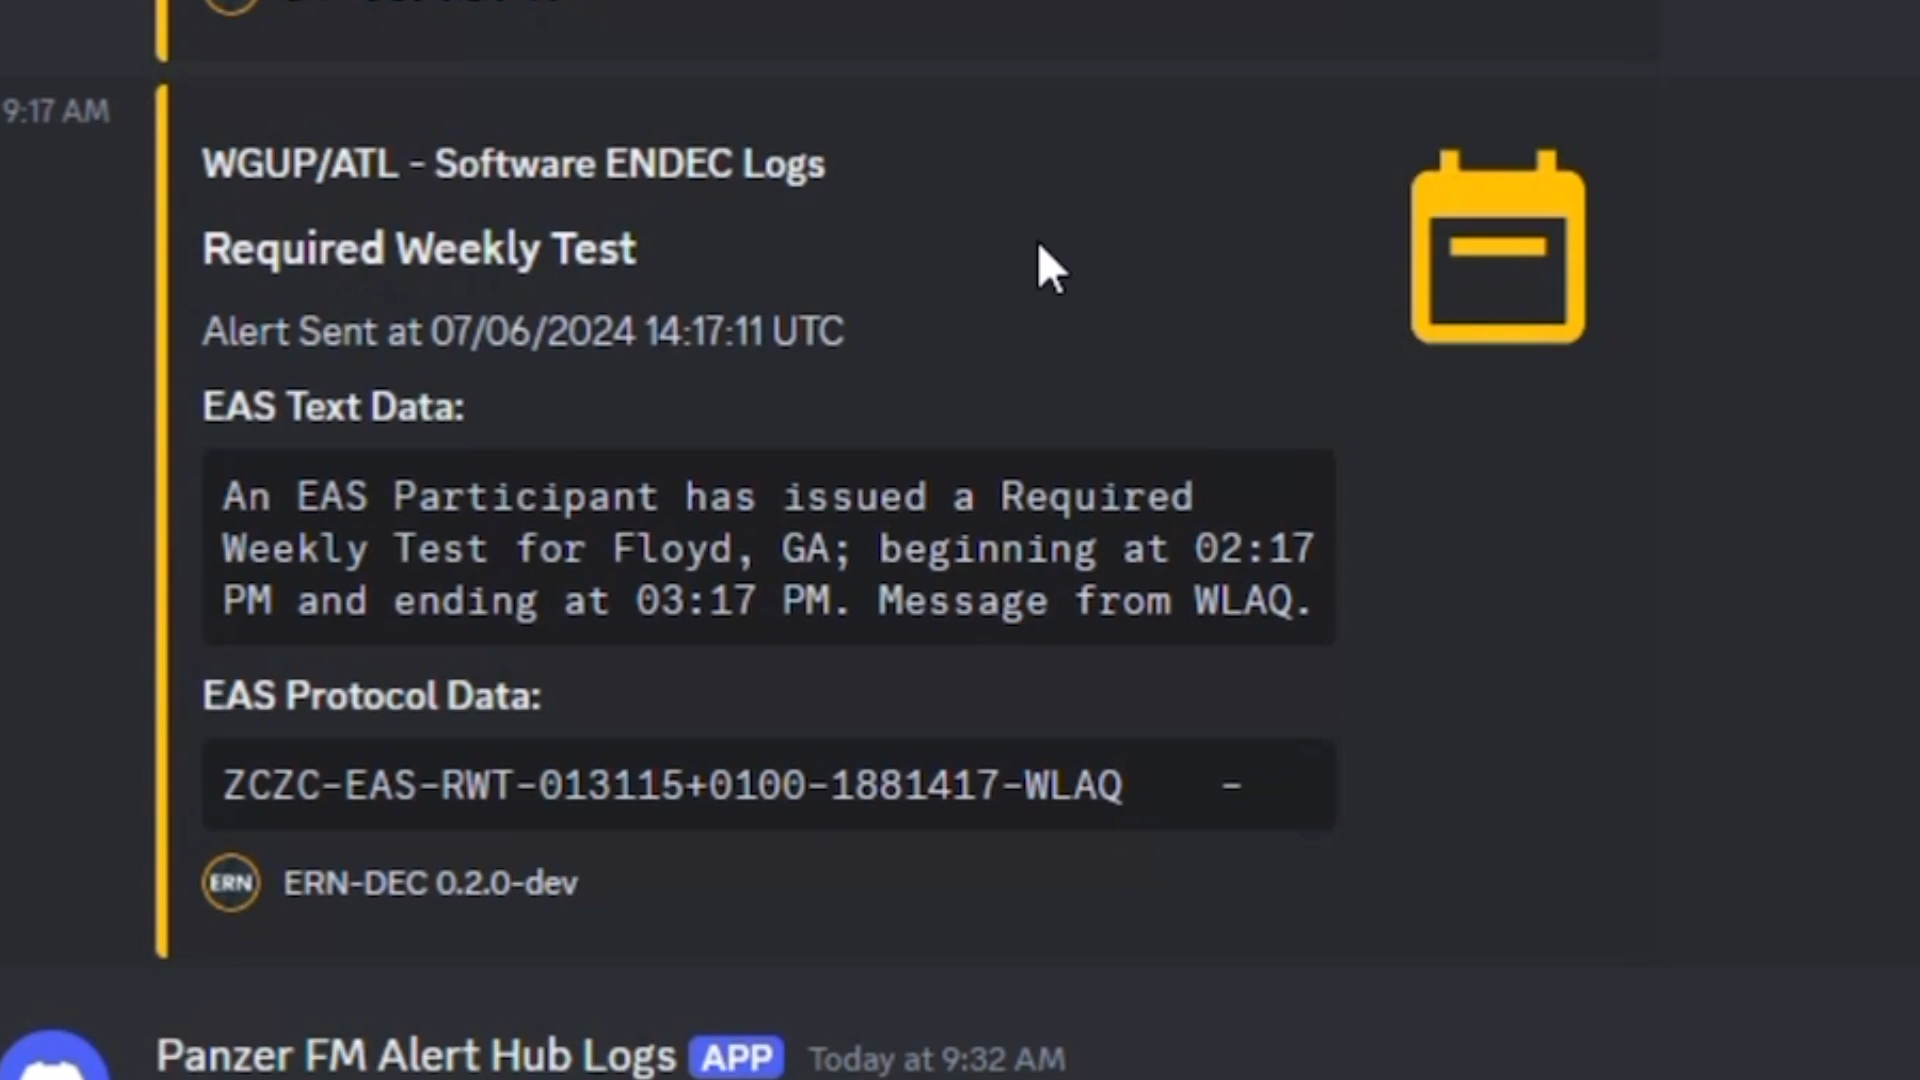 9:17 AM
WGUP/ATL - Software ENDEC Logs
Required Weekly Test
Alert Sent at 07/06/2024 14:17:11 UTC
EAS Text Data:
An EAS Participant has issued a Required
Weekly Test for Floyd, GA; beginning at 02:17
PM and ending at 03:17 PM. Message from WLAQ.
EAS Protocol Data:
ZCZC-EAS-RWT-013115+0100-1881417-WLAQ    -
ERN ERN-DEC 0.2.0-dev
Panzer FM Alert Hub Logs APP Today at 9:32 AM